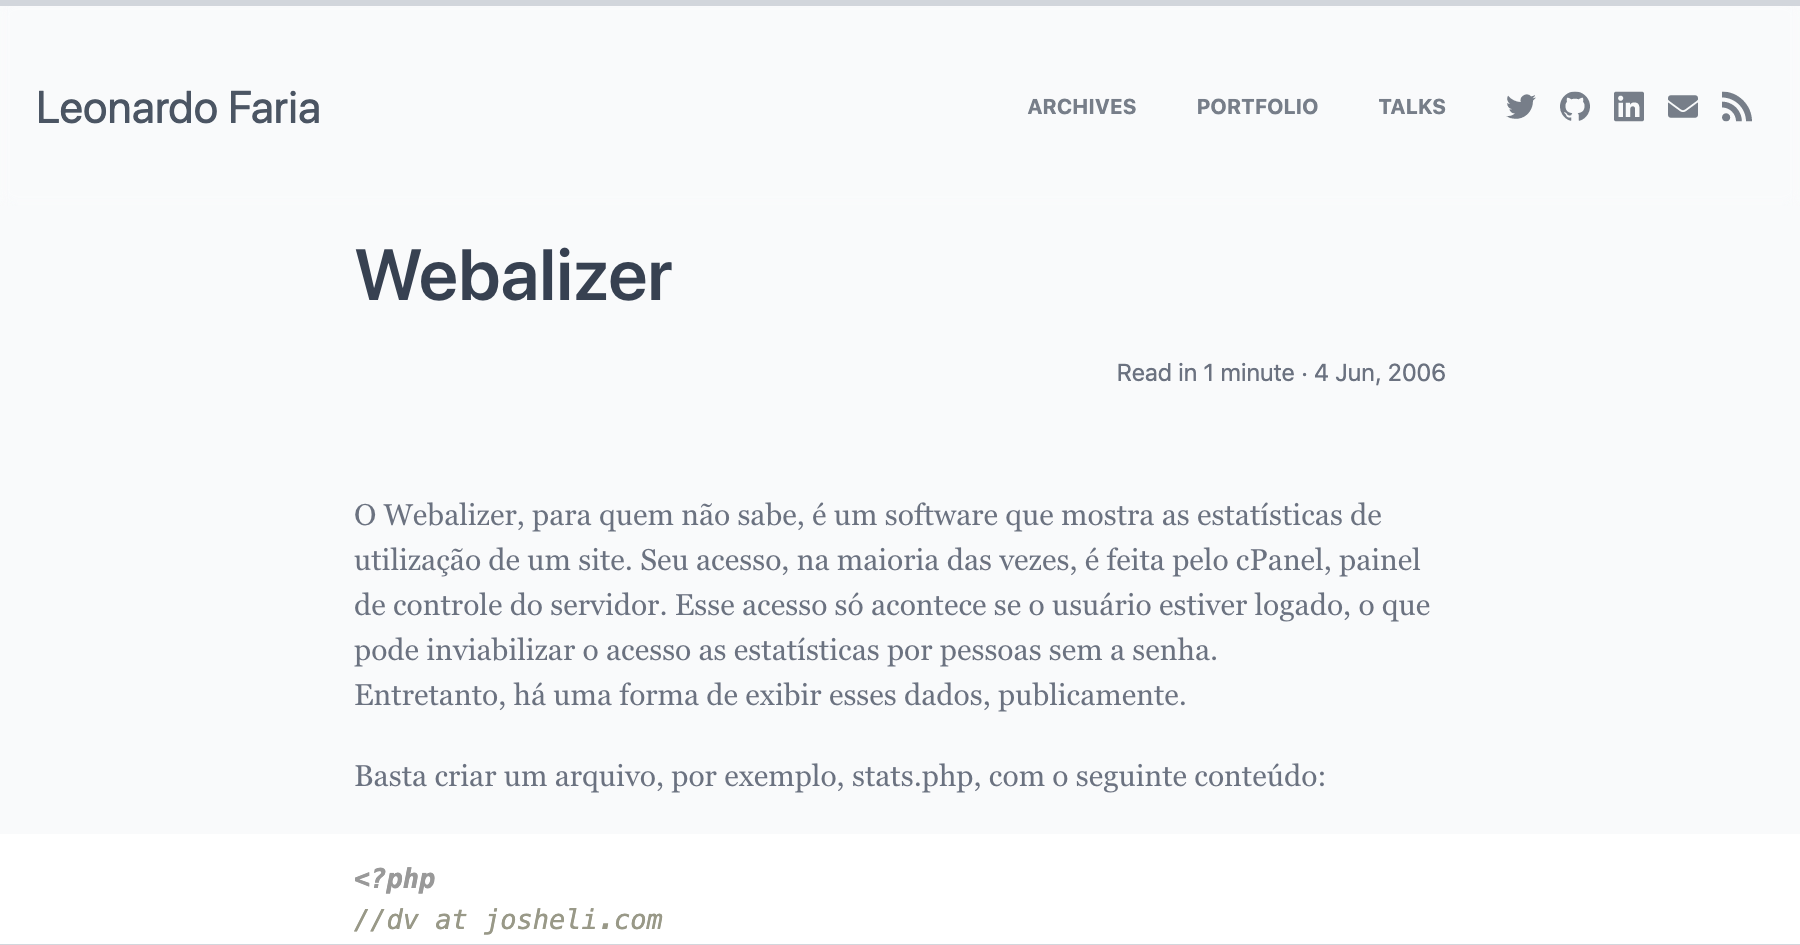 Leonardo Faria
ARCHIVES PORTFOLIO TALKS
Webalizer
Read in 1 minute · 4 Jun, 2006
O Webalizer, para quem não sabe, é um software que mostra as estatísticas de
utilização de um site. Seu acesso, na maioria das vezes, é feita pelo cPanel, painel
de controle do servidor. Esse acesso só acontece se o usuário estiver logado, o que
pode inviabilizar o acesso as estatísticas por pessoas sem a senha.
Entretanto, há uma forma de exibir esses dados, publicamente.
Basta criar um arquivo, por exemplo, stats.php, com o seguinte conteúdo:
<?php
//dv at josheli.com